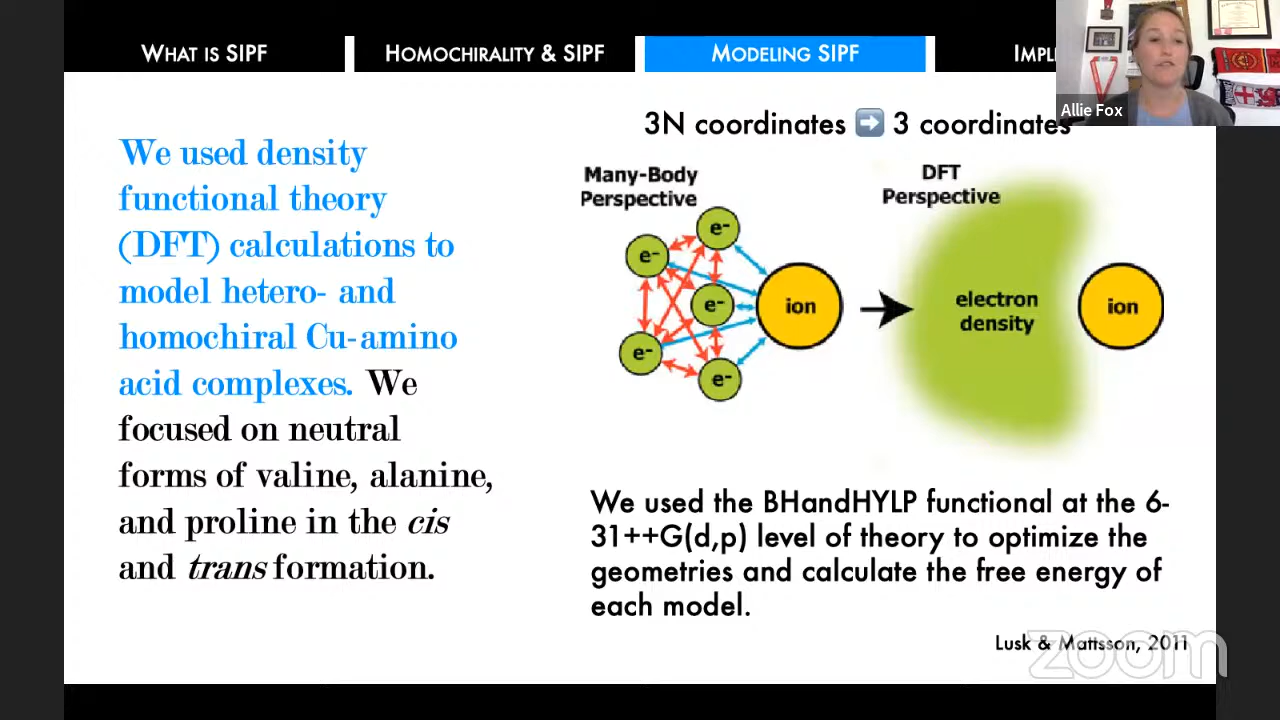 WHAT IS SIPF
HOMOCHIRALITY & SIPF
MODELING SIPF
IMPL
Allie Fox
We used density
functional theory
(DFT) calculations to
model hetero- and
homochiral Cu-amino
acid complexes. We
focused on neutral
forms of valine, alanine,
and proline in the cis
and trans formation.
3N coordinates ➡ 3 coordinates
Many-Body
Perspective
DFT
Perspective
e-
e-
e-
e-
e-
ion
electron
density
ion
We used the BHandHYLP functional at the 6-
31++G(d,p) level of theory to optimize the
geometries and calculate the free energy of
each model.
Lusk & Mattsson, 2011
zoom